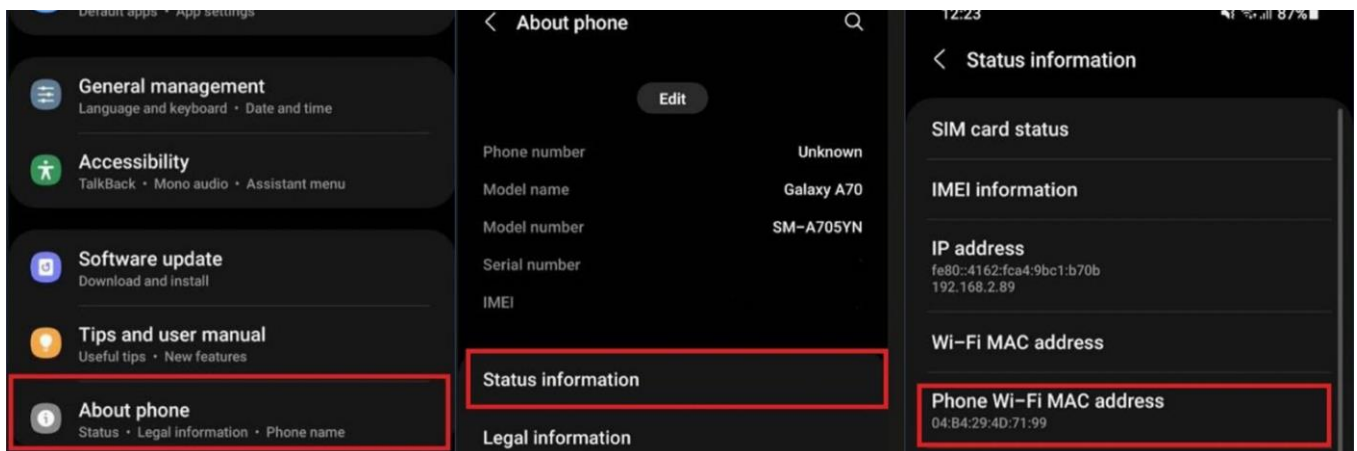 Default apps • App settings
General management
Language and keyboard • Date and time
Accessibility
TalkBack • Mono audio • Assistant menu
Software update
Download and install
Tips and user manual
Useful tips • New features
About phone
Status • Legal information • Phone name
About phone
Edit
Phone number Unknown
Model name Galaxy A70
Model number SM-A705YN
Serial number
IMEI
Status information
Legal information
12:23 87%
Status information
SIM card status
IMEI information
IP address
fe80::4162:fca4:9bc1:b70b
192.168.2.89
Wi-Fi MAC address
Phone Wi-Fi MAC address
04:B4:29:4D:71:99